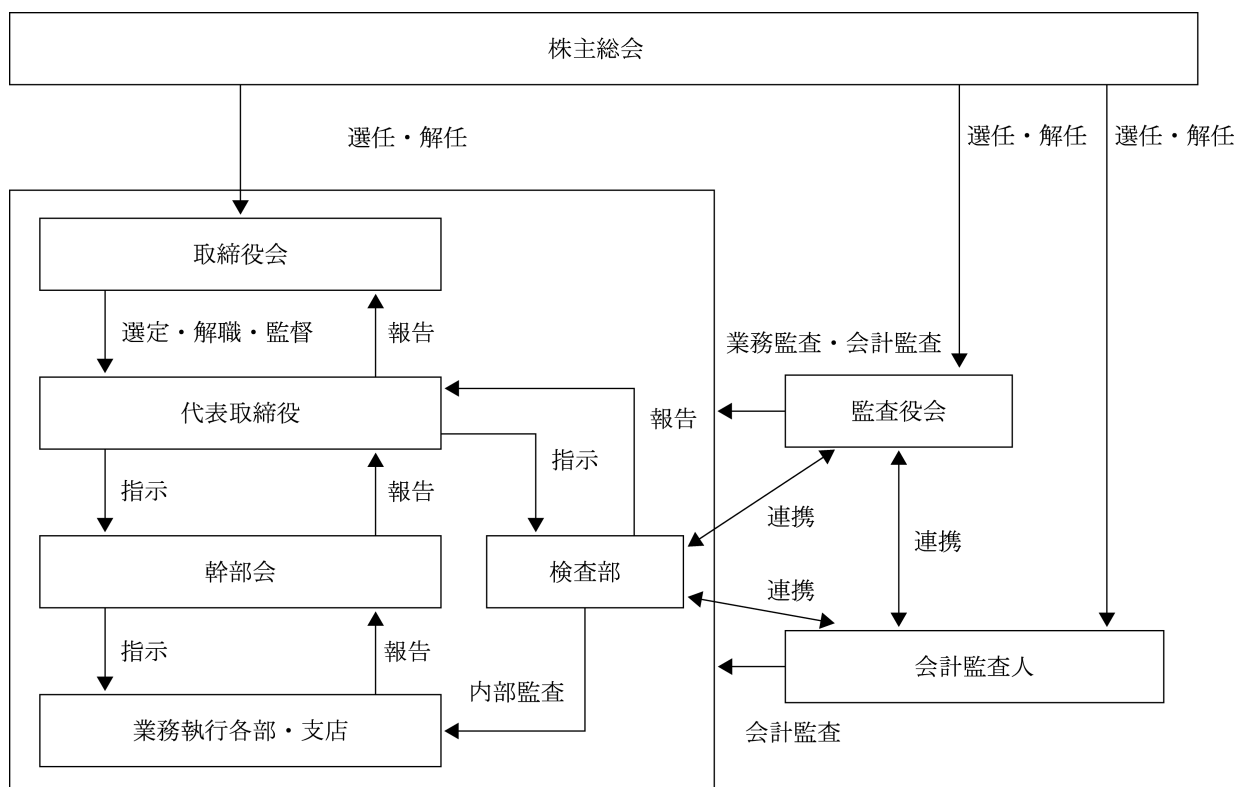 株主総会
選任・解任
選任・解任
選任・解任
取締役会
選定・解職・監督
報告
業務監査・会計監査
代表取締役
監査役会
報告
指示
指示
報告
連携
連携
幹部会
検査部
連携
指示
報告
会計監査人
内部監査
業務執行各部・支店
会計監査